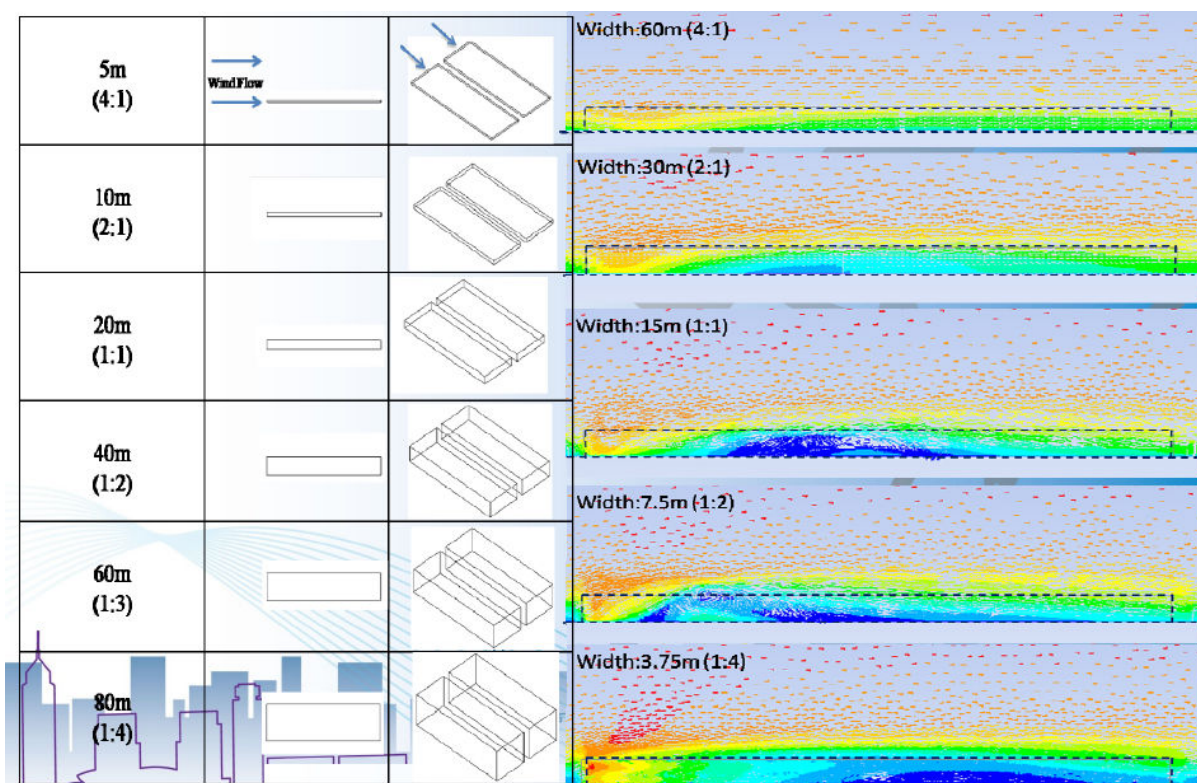 5m
(4:1)
Wind Flow
10m
(2:1)
20m
(1:1)
40m
(1:2)
60m
(1:3)
80m
(1:4)
Width:60m (4:1)
Width:30m (2:1)
Width:15m (1:1)
Width:7.5m (1:2)
Width:3.75m (1:4)